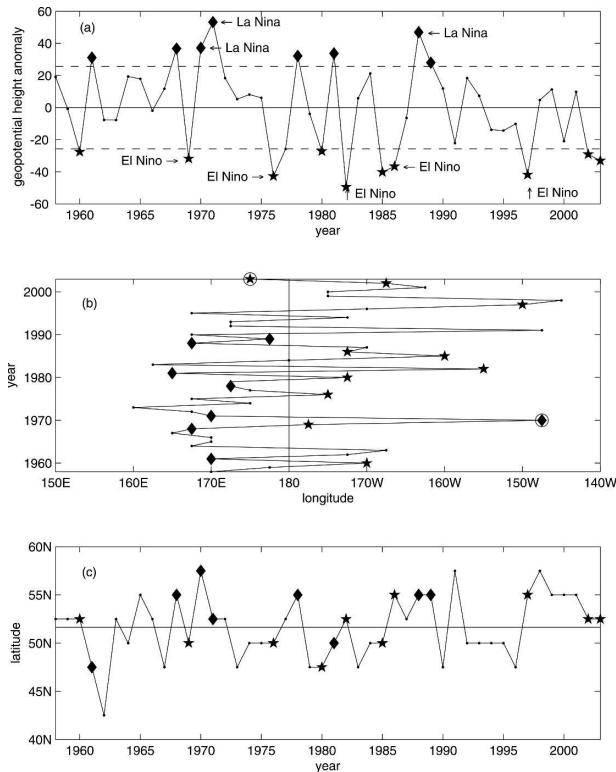 (a)
60
40
20
0
-20
-40
-60
geopotential height anomaly
← La Nina
← La Nina
← La Nina
El Nino →
El Nino →
El Nino
← El Nino
El Nino
1960 1965 1970 1975 1980 1985 1990 1995 2000
year
(b)
2000
1990
1980
1970
1960
year
150E 160E 170E 180 170W 160W 150W 140W
longitude
(c)
60N
55N
50N
45N
40N
latitude
1960 1965 1970 1975 1980 1985 1990 1995 2000
year